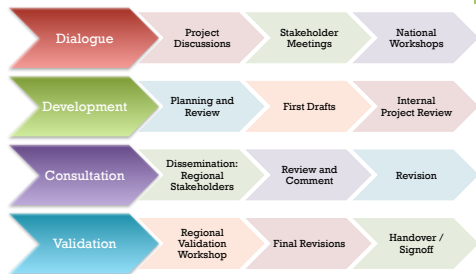 Dialogue
Project
Discussions
Stakeholder
Meetings
National
Workshops
Development
Planning and
Review
First Drafts
Internal
Project Review
Consultation
Dissemination:
Regional
Stakeholders
Review and
Comment
Revision
Validation
Regional
Validation
Workshop
Final Revisions
Handover /
Signoff